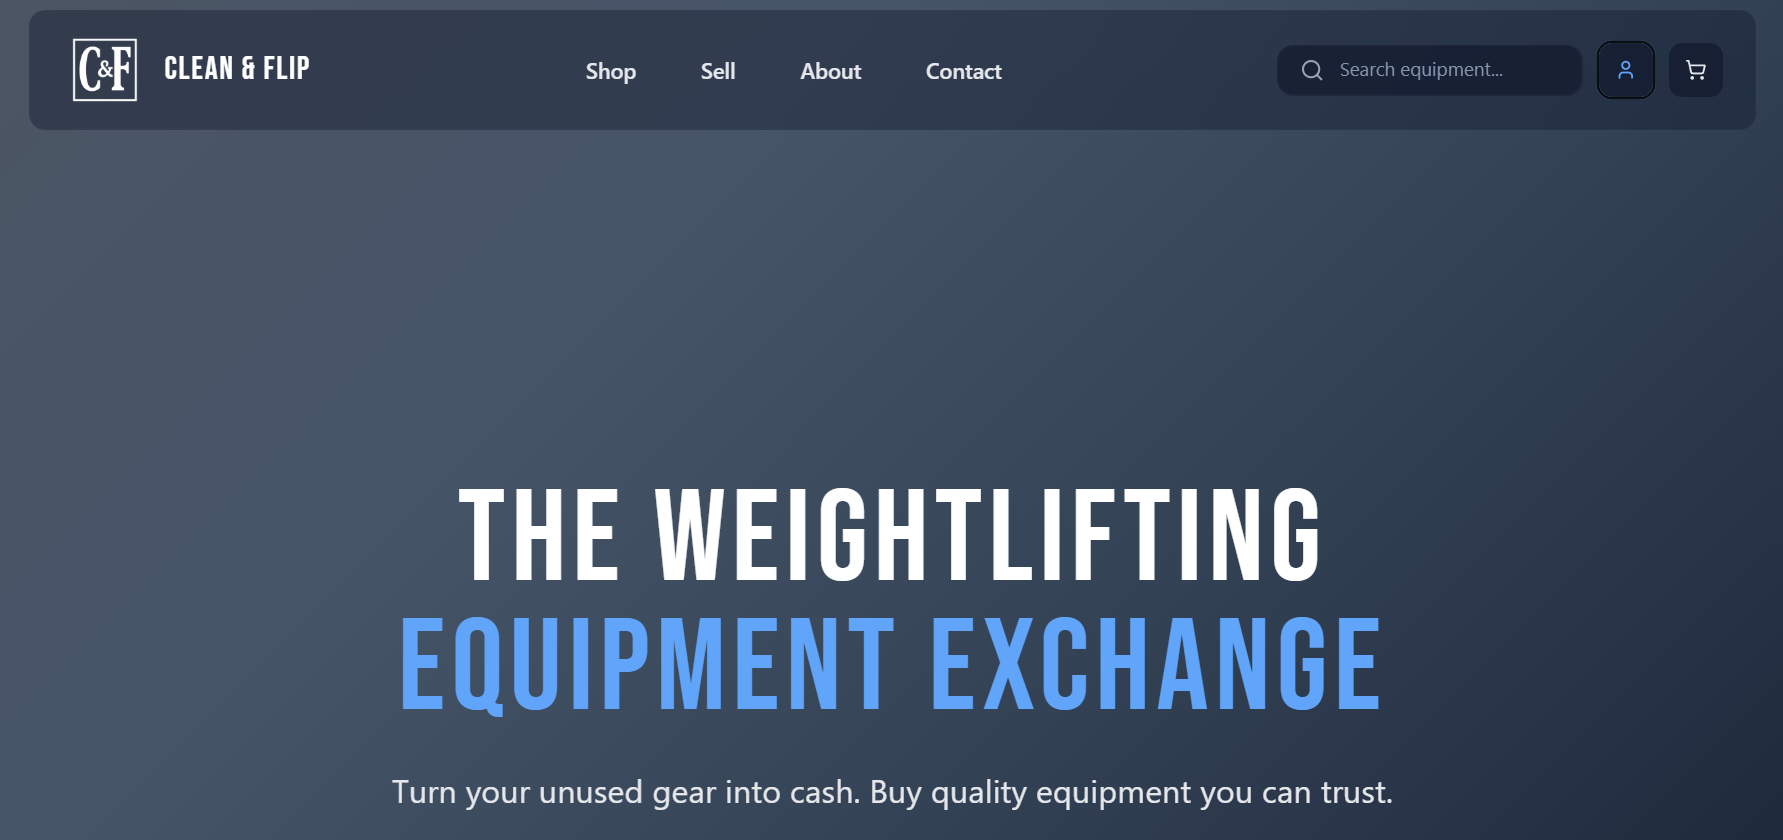 C&F
CLEAN & FLIP
Shop
Sell
About
Contact
Search equipment...
THE WEIGHTLIFTING
EQUIPMENT EXCHANGE
Turn your unused gear into cash. Buy quality equipment you can trust.